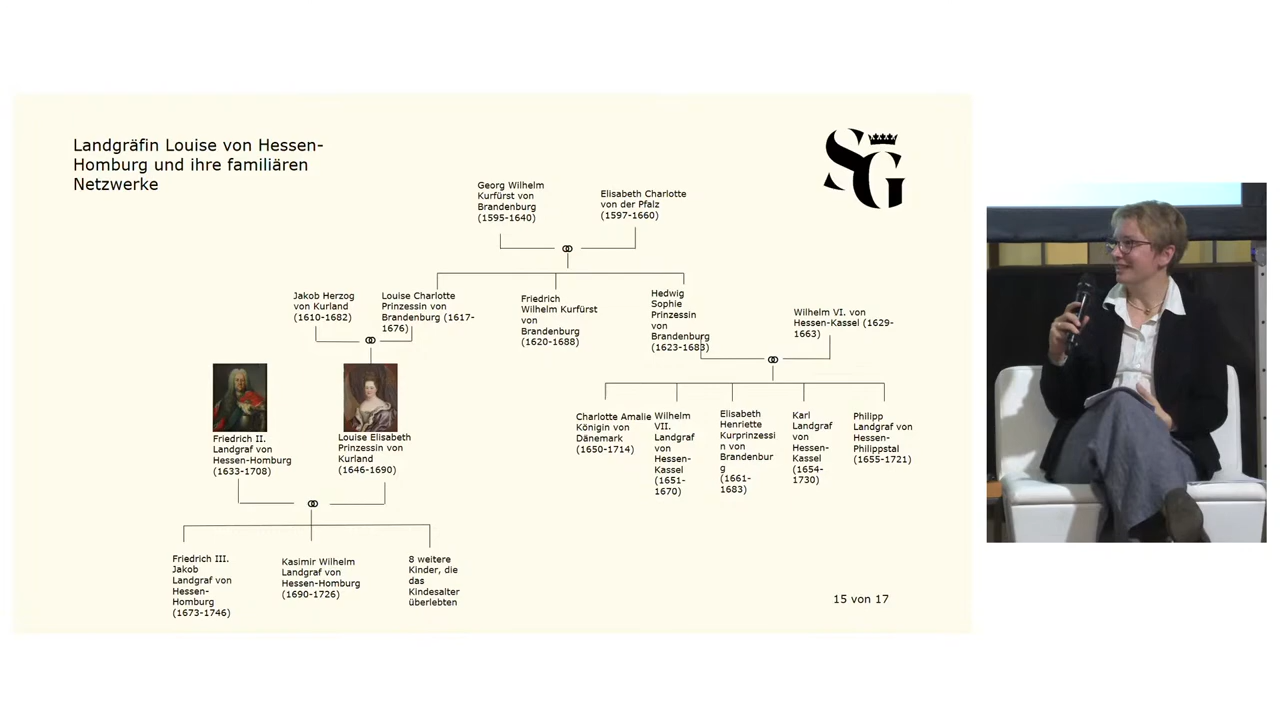 Landgräfin Louise von Hessen-
Homburg und ihre familiären
Netzwerke
SG
Georg Wilhelm
Kurfürst von
Brandenburg
(1595-1640)
Elisabeth Charlotte
von der Pfalz
(1597-1660)
Jakob Herzog
von Kurland
(1610-1682)
Louise Charlotte
Prinzessin von
Brandenburg (1617-
1676)
Friedrich
Wilhelm Kurfürst
von
Brandenburg
(1620-1688)
Hedwig
Sophie
Prinzessin
von
Brandenburg
(1623-1683)
Wilhelm VI. von
Hessen-Kassel (1629-
1663)
Friedrich II.
Landgraf von
Hessen-Homburg
(1633-1708)
Louise Elisabeth
Prinzessin von
Kurland
(1646-1690)
Charlotte Amalie
Königin von
Dänemark
(1650-1714)
Wilhelm
VII.
Landgraf
von
Hessen-
Kassel
(1651-
1670)
Elisabeth
Henriette
Kurprinzessi
n von
Brandenbur
g
(1661-
1683)
Karl
Landgraf
von
Hessen-
Kassel
(1654-
1730)
Philipp
Landgraf von
Hessen-
Philippstal
(1655-1721)
Friedrich III.
Jakob
Landgraf von
Hessen-
Homburg
(1673-1746)
Kasimir Wilhelm
Landgraf von
Hessen-Homburg
(1690-1726)
8 weitere
Kinder, die
das
Kindesalter
überlebten
15 von 17